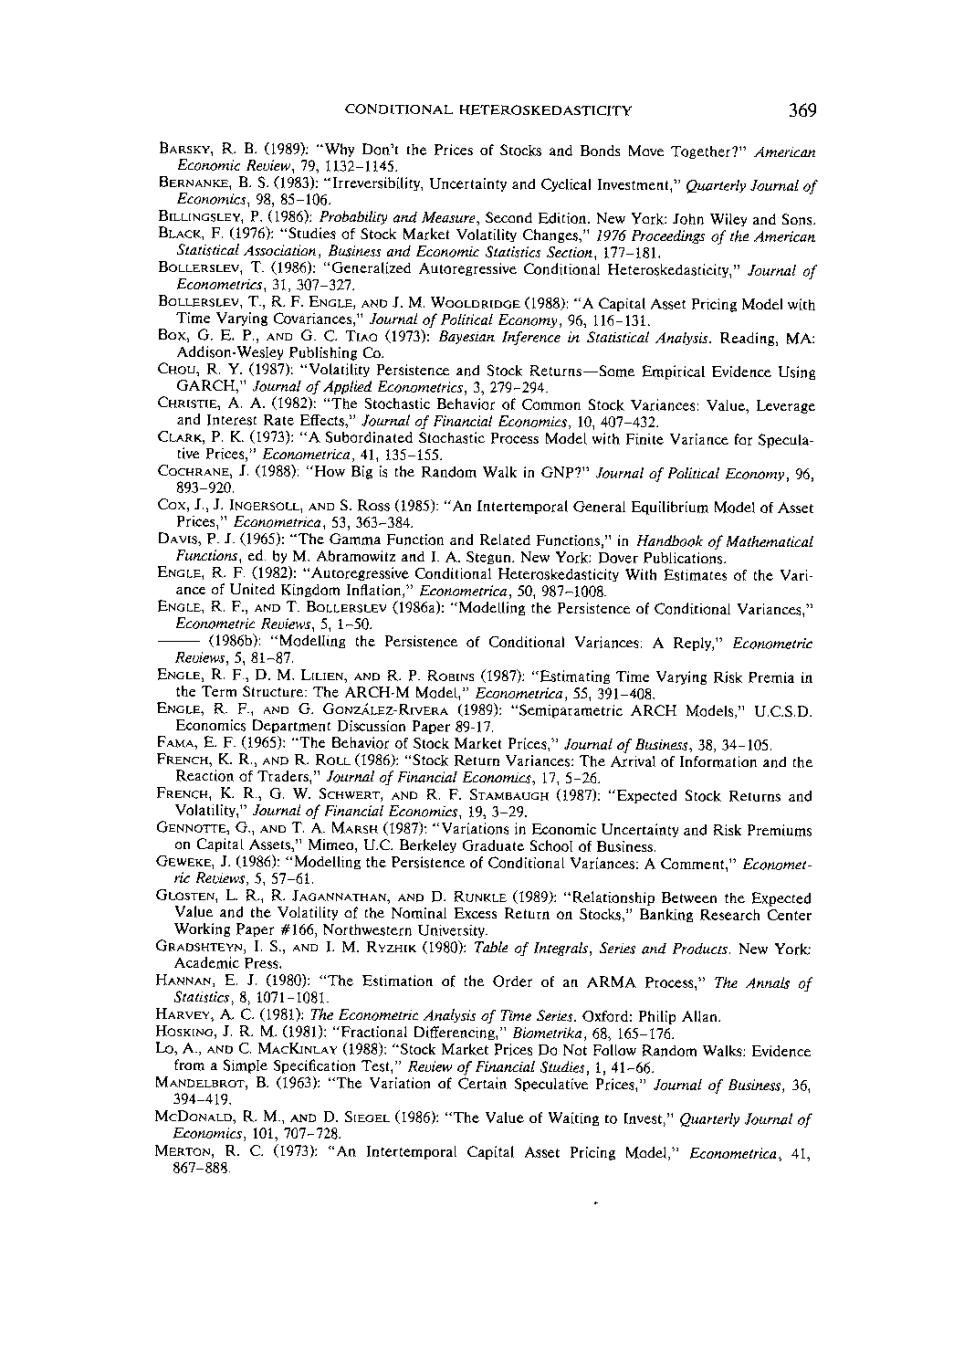 CONDITIONAL HETEROSKEDASTICITY 369
BARSKY, R. B. (1989): "Why Don't the Prices of Stocks and Bonds Move Together?" American
Economic Review, 79, 1132–1145.
BERNANKE, B. S. (1983): "Irreversibility, Uncertainty and Cyclical Investment," Quarterly Journal of
Economics, 98, 85–106.
BILLINGSLEY, P. (1986): Probability and Measure, Second Edition. New York: John Wiley and Sons.
BLACK, F. (1976): "Studies of Stock Market Volatility Changes," 1976 Proceedings of the American
Statistical Association, Business and Economic Statistics Section, 177–181.
BOLLERSLEV, T. (1986): "Generalized Autoregressive Conditional Heteroskedasticity," Journal of
Econometrics, 31, 307–327.
BOLLERSLEV, T., R. F. ENGLE, AND J. M. WOOLDRIDGE (1988): "A Capital Asset Pricing Model with
Time Varying Covariances," Journal of Political Economy, 96, 116–131.
BOX, G. E. P., AND G. C. TIAO (1973): Bayesian Inference in Statistical Analysis. Reading, MA:
Addison-Wesley Publishing Co.
CHOU, R. Y. (1987): "Volatility Persistence and Stock Returns—Some Empirical Evidence Using
GARCH," Journal of Applied Econometrics, 3, 279–294.
CHRISTIE, A. A. (1982): "The Stochastic Behavior of Common Stock Variances: Value, Leverage
and Interest Rate Effects," Journal of Financial Economics, 10, 407–432.
CLARK, P. K. (1973): "A Subordinated Stochastic Process Model with Finite Variance for Specula-
tive Prices," Econometrica, 41, 135–155.
COCHRANE, J. (1988): "How Big is the Random Walk in GNP?" Journal of Political Economy, 96,
893–920.
COX, J., J. INGERSOLL, AND S. ROSS (1985): "An Intertemporal General Equilibrium Model of Asset
Prices," Econometrica, 53, 363–384.
DAVIS, P. J. (1965): "The Gamma Function and Related Functions," in Handbook of Mathematical
Functions, ed. by M. Abramowitz and I. A. Stegun. New York: Dover Publications.
ENGLE, R. F. (1982): "Autoregressive Conditional Heteroskedasticity With Estimates of the Vari-
ance of United Kingdom Inflation," Econometrica, 50, 987–1008.
ENGLE, R. F., AND T. BOLLERSLEV (1986a): "Modelling the Persistence of Conditional Variances,"
Econometric Reviews, 5, 1–50.
——— (1986b): "Modelling the Persistence of Conditional Variances: A Reply," Econometric
Reviews, 5, 81–87.
ENGLE, R. F., D. M. LILIEN, AND R. P. ROBINS (1987): "Estimating Time Varying Risk Premia in
the Term Structure: The ARCH-M Model," Econometrica, 55, 391–408.
ENGLE, R. F., AND G. GONZÁLEZ-RIVERA (1989): "Semiparametric ARCH Models," U.C.S.D.
Economics Department Discussion Paper 89-17.
FAMA, E. F. (1965): "The Behavior of Stock Market Prices," Journal of Business, 38, 34–105.
FRENCH, K. R., AND R. ROLL (1986): "Stock Return Variances: The Arrival of Information and the
Reaction of Traders," Journal of Financial Economics, 17, 5–26.
FRENCH, K. R., G. W. SCHWERT, AND R. F. STAMBAUGH (1987): "Expected Stock Returns and
Volatility," Journal of Financial Economics, 19, 3–29.
GENNOTTE, G., AND T. A. MARSH (1987): "Variations in Economic Uncertainty and Risk Premiums
on Capital Assets," Mimeo, U.C. Berkeley Graduate School of Business.
GEWEKE, J. (1986): "Modelling the Persistence of Conditional Variances: A Comment," Economet-
ric Reviews, 5, 57–61.
GLOSTEN, L. R., R. JAGANNATHAN, AND D. RUNKLE (1989): "Relationship Between the Expected
Value and the Volatility of the Nominal Excess Return on Stocks," Banking Research Center
Working Paper #166, Northwestern University.
GRADSHTEYN, I. S., AND I. M. RYZHIK (1980): Table of Integrals, Series and Products. New York:
Academic Press.
HANNAN, E. J. (1980): "The Estimation of the Order of an ARMA Process," The Annals of
Statistics, 8, 1071–1081.
HARVEY, A. C. (1981): The Econometric Analysis of Time Series. Oxford: Philip Allan.
HOSKING, J. R. M. (1981): "Fractional Differencing," Biometrika, 68, 165–176.
LO, A., AND C. MACKINLAY (1988): "Stock Market Prices Do Not Follow Random Walks: Evidence
from a Simple Specification Test," Review of Financial Studies, 1, 41–66.
MANDELBROT, B. (1963): "The Variation of Certain Speculative Prices," Journal of Business, 36,
394–419.
MCDONALD, R. M., AND D. SIEGEL (1986): "The Value of Waiting to Invest," Quarterly Journal of
Economics, 101, 707–728.
MERTON, R. C. (1973): "An Intertemporal Capital Asset Pricing Model," Econometrica, 41,
867–888.